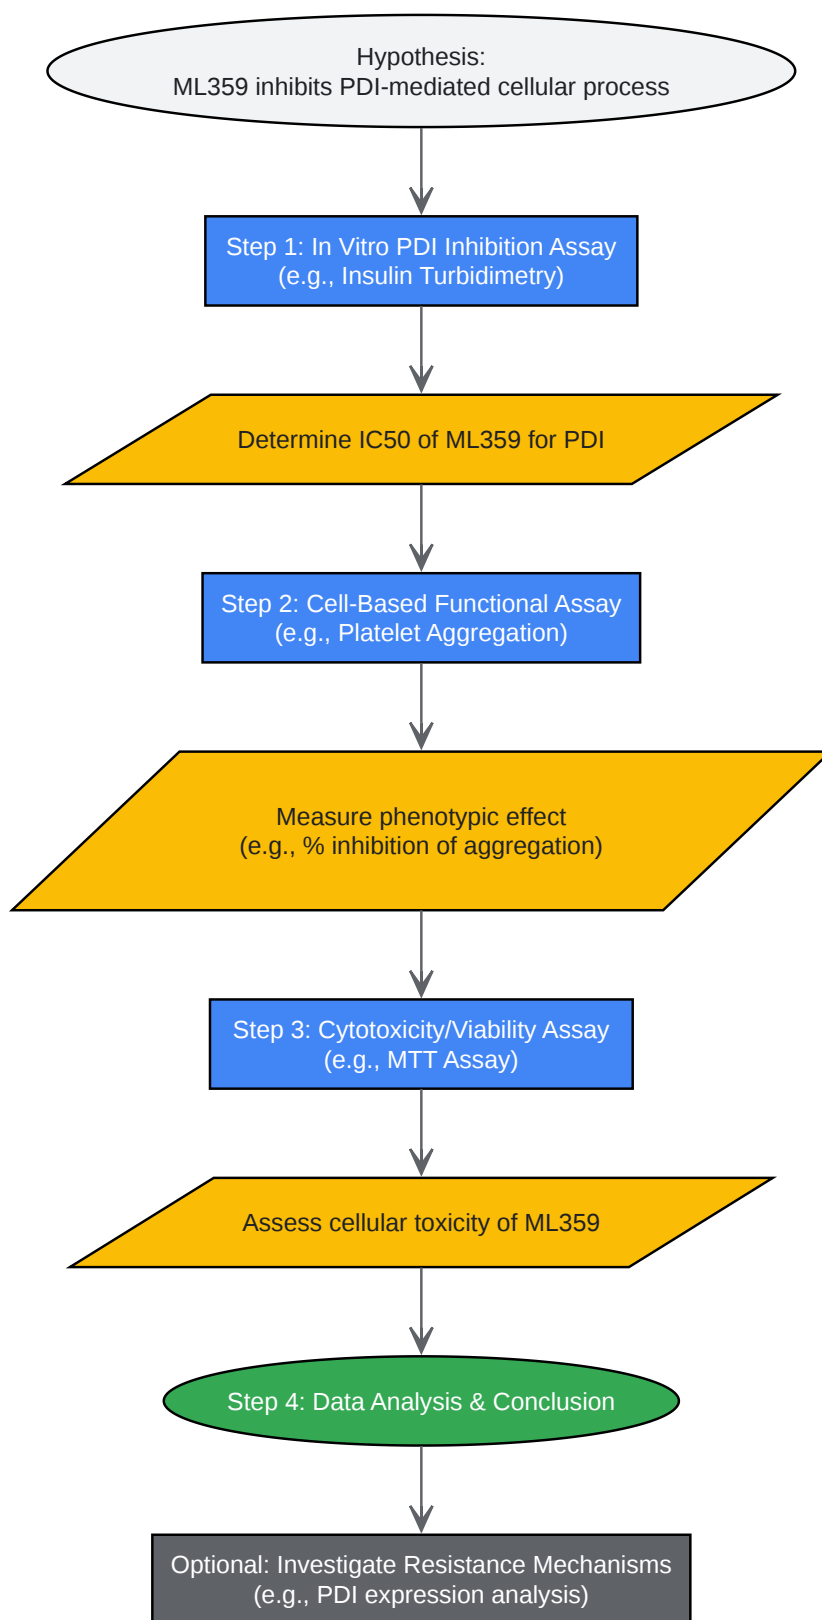 Hypothesis:
ML359 inhibits PDI-mediated cellular process
Step 1: In Vitro PDI Inhibition Assay
(e.g., Insulin Turbidimetry)
Determine IC50 of ML359 for PDI
Step 2: Cell-Based Functional Assay
(e.g., Platelet Aggregation)
Measure phenotypic effect
(e.g., % inhibition of aggregation)
Step 3: Cytotoxicity/Viability Assay
(e.g., MTT Assay)
Assess cellular toxicity of ML359
Step 4: Data Analysis & Conclusion
Optional: Investigate Resistance Mechanisms
(e.g., PDI expression analysis)